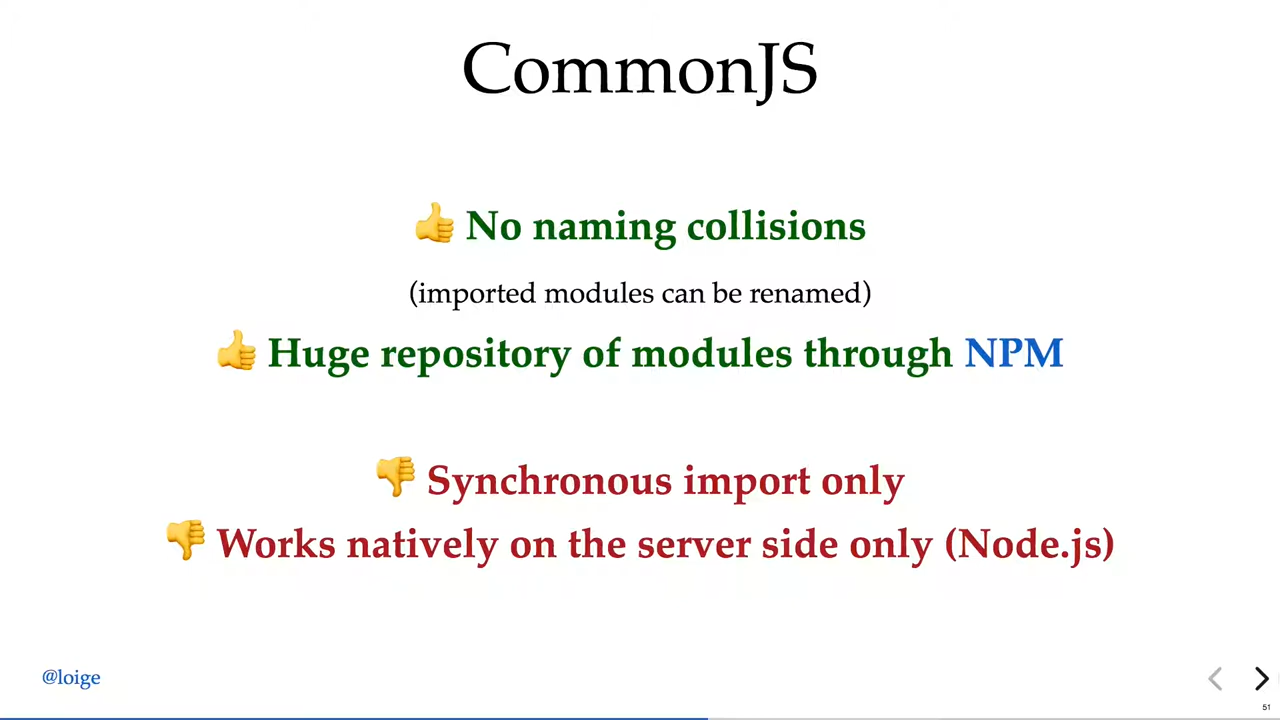 CommonJS
👍 No naming collisions
(imported modules can be renamed)
👍 Huge repository of modules through NPM
👎 Synchronous import only
👎 Works natively on the server side only (Node.js)
@loige
51